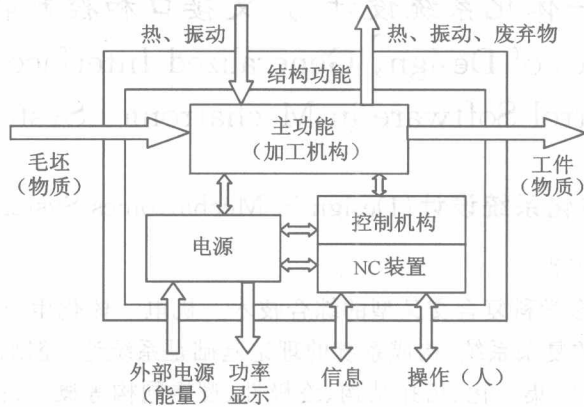 热、振动
热、振动、废弃物
结构功能
主功能
(加工机构)
毛坯
(物质)
工件
(物质)
电源
控制机构
NC装置
外部电源
(能量)
功率
显示
信息
操作(人)